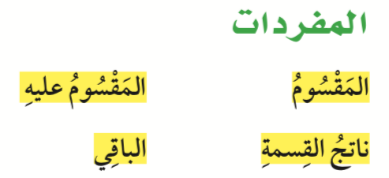 المفردات
المَقْسُومُ المَقْسُومُ عليهِ
ناتجُ القِسمةِ الباقِي